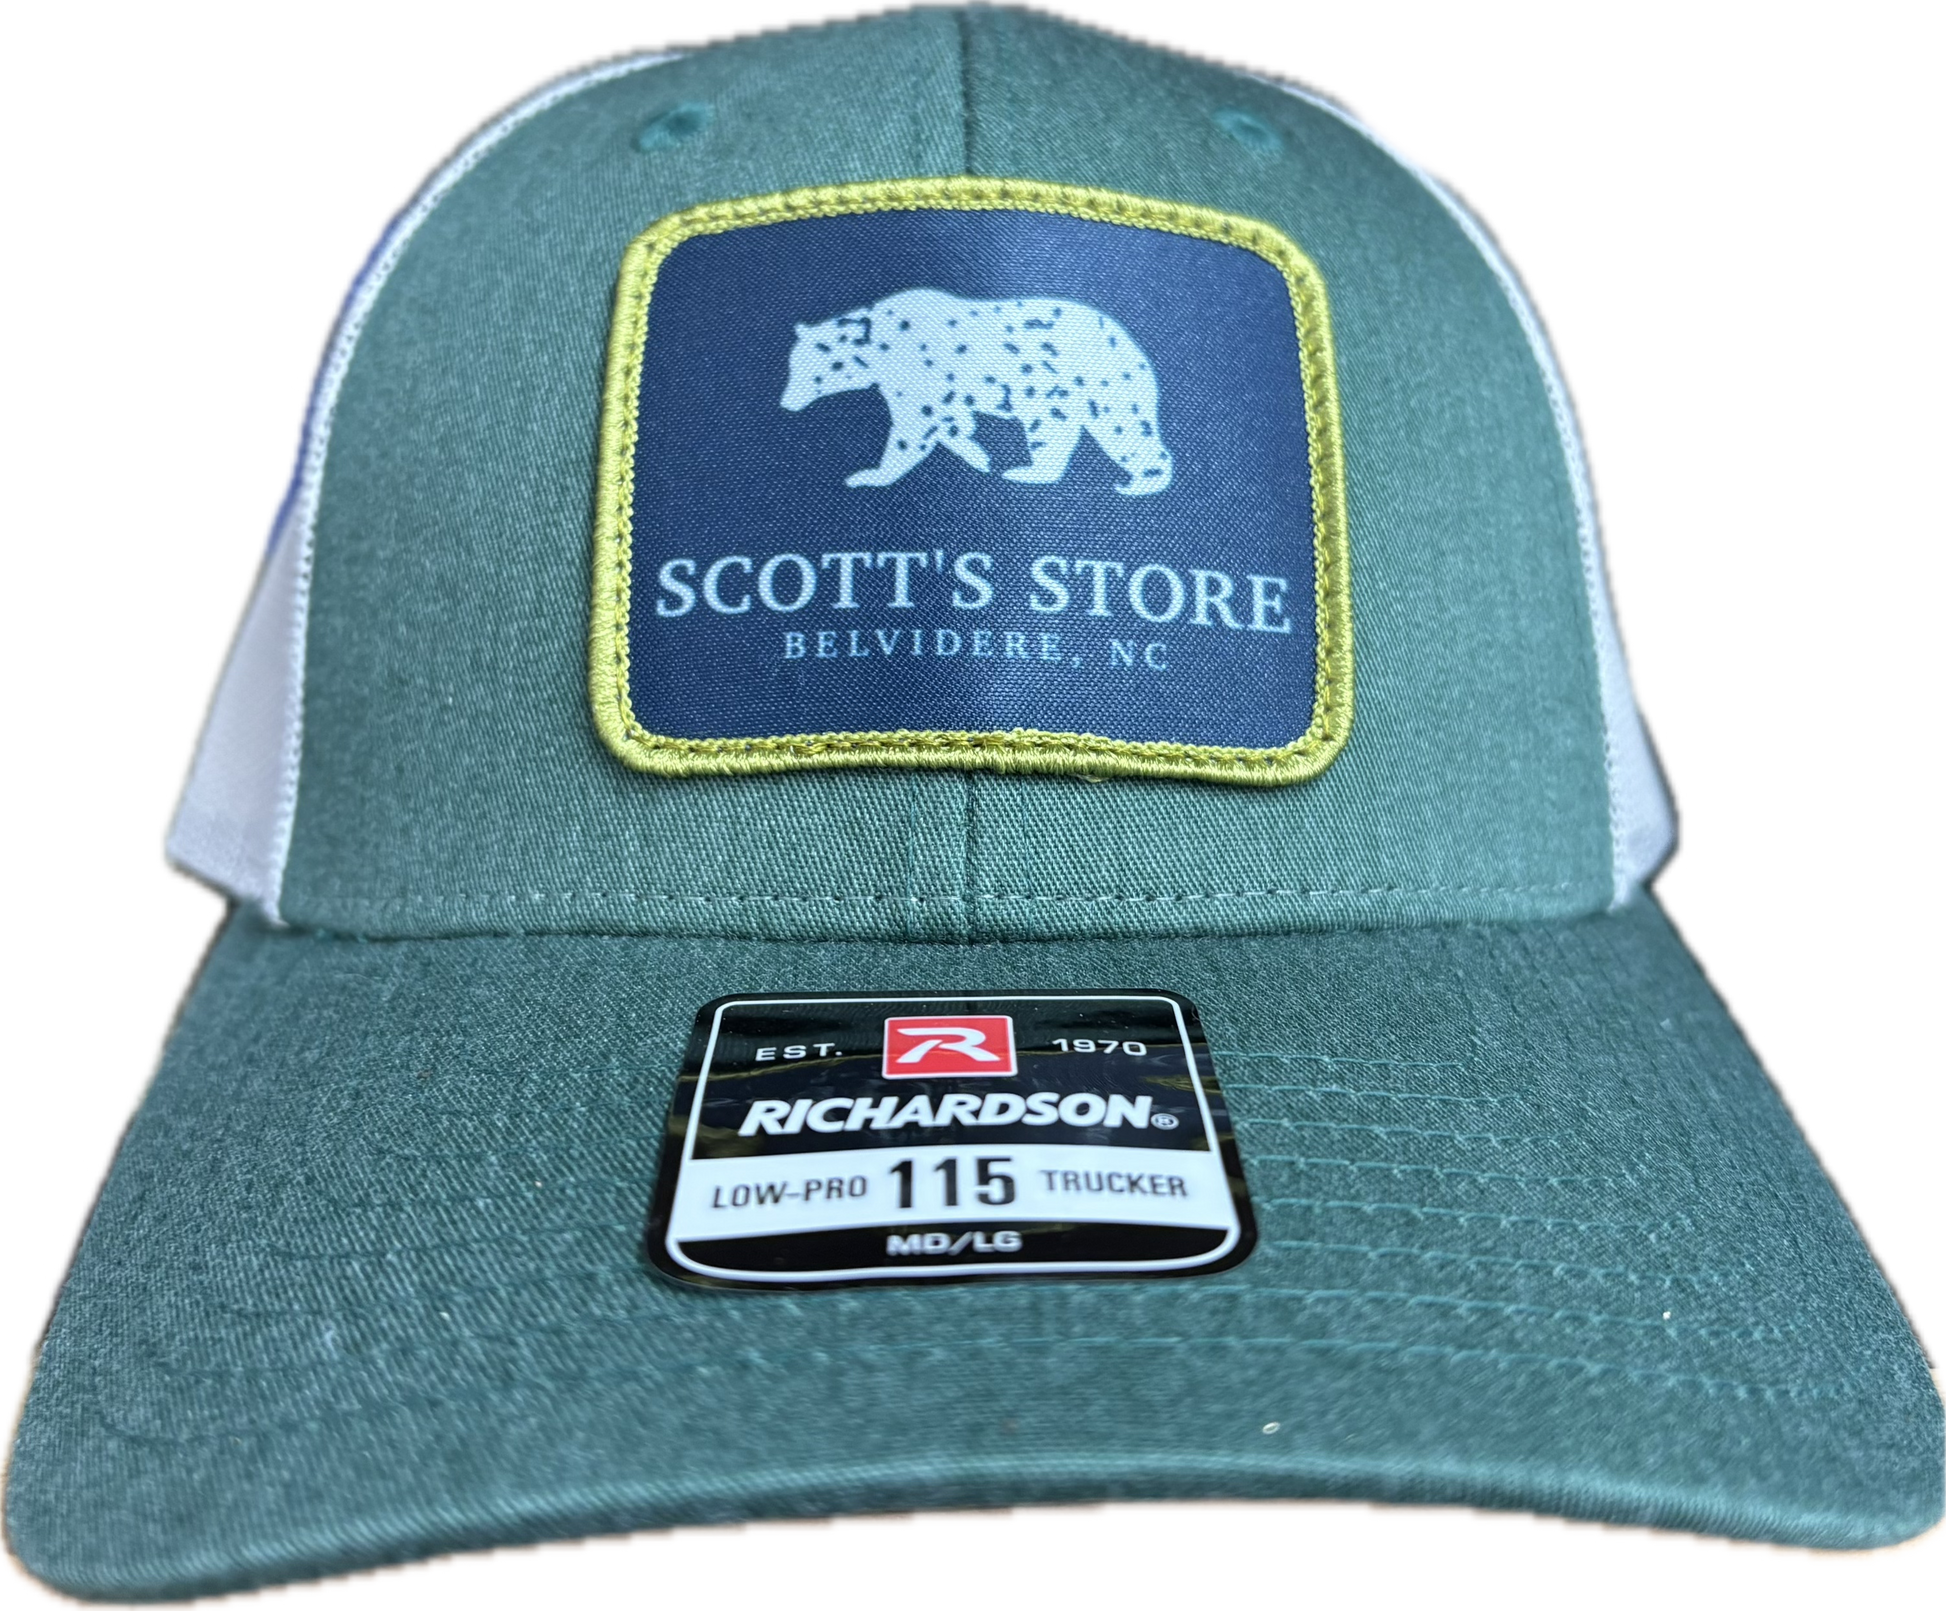 SCOTT'S STORE
BELVIDERE, NC
EST. R 1970
RICHARDSON®
LOW-PRO 115 TRUCKER
MD/LG